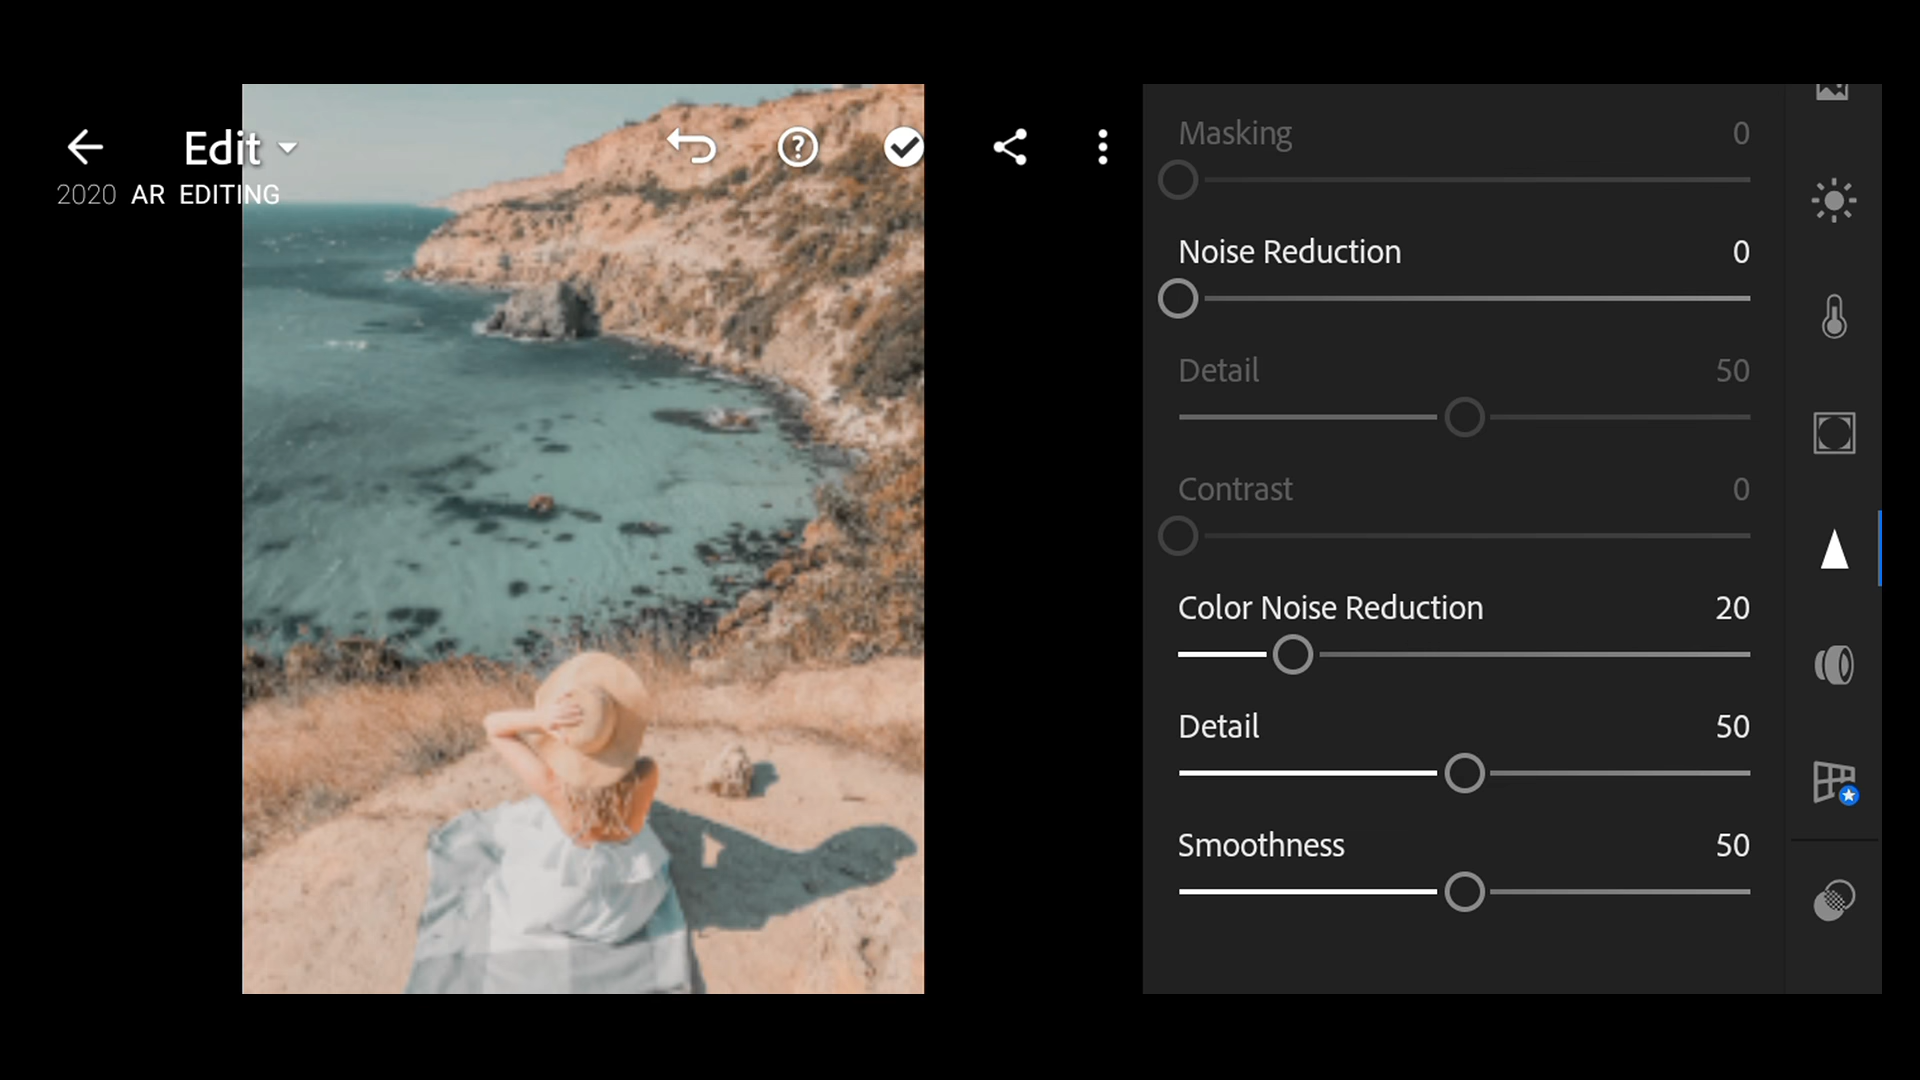 Edit
2020 AR EDITING
Masking 0
Noise Reduction 0
Detail 50
Contrast 0
Color Noise Reduction 20
Detail 50
Smoothness 50